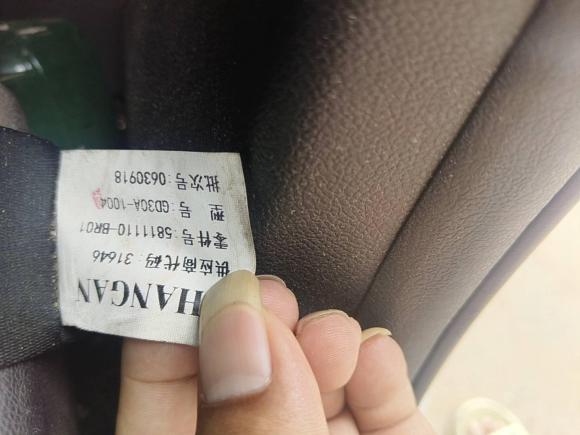 HANGAN
供应商代码：31646
零件号：5811110-BR01
型 号：GD30A-1004
批次号：0630918